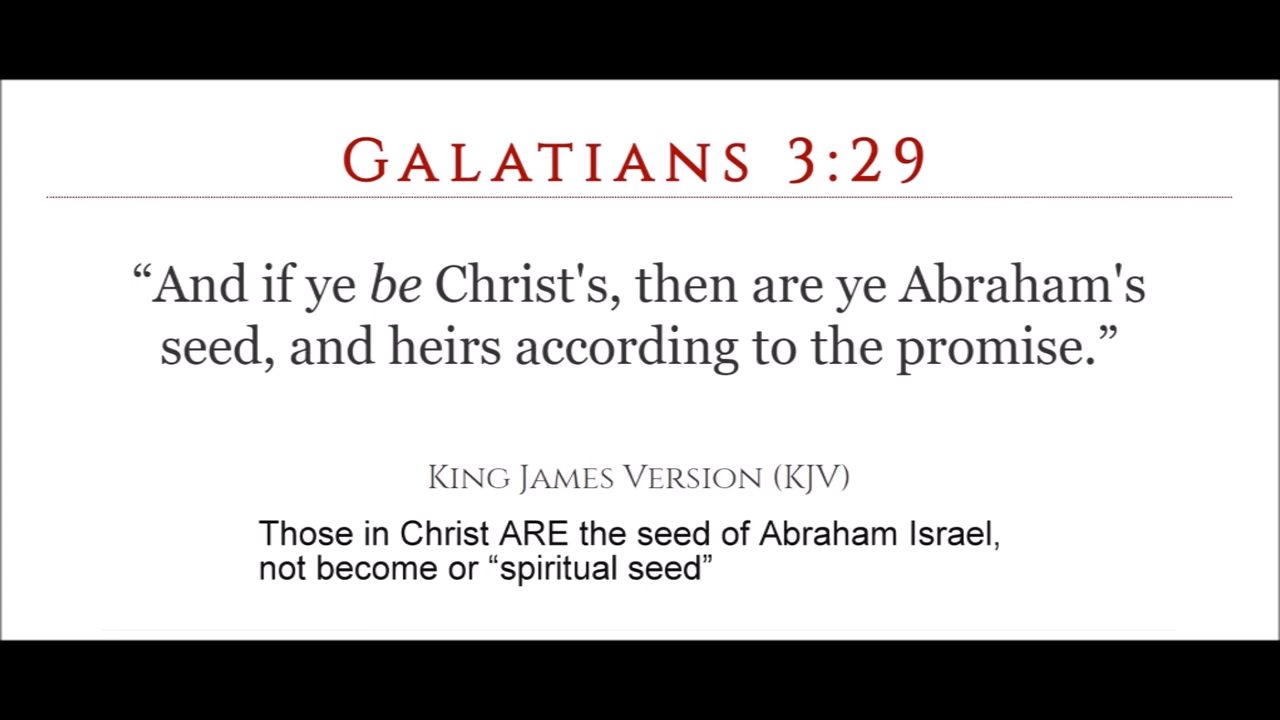 GALATIANS 3:29
“And if ye be Christ's, then are ye Abraham's
seed, and heirs according to the promise.”
KING JAMES VERSION (KJV)
Those in Christ ARE the seed of Abraham Israel,
not become or “spiritual seed”